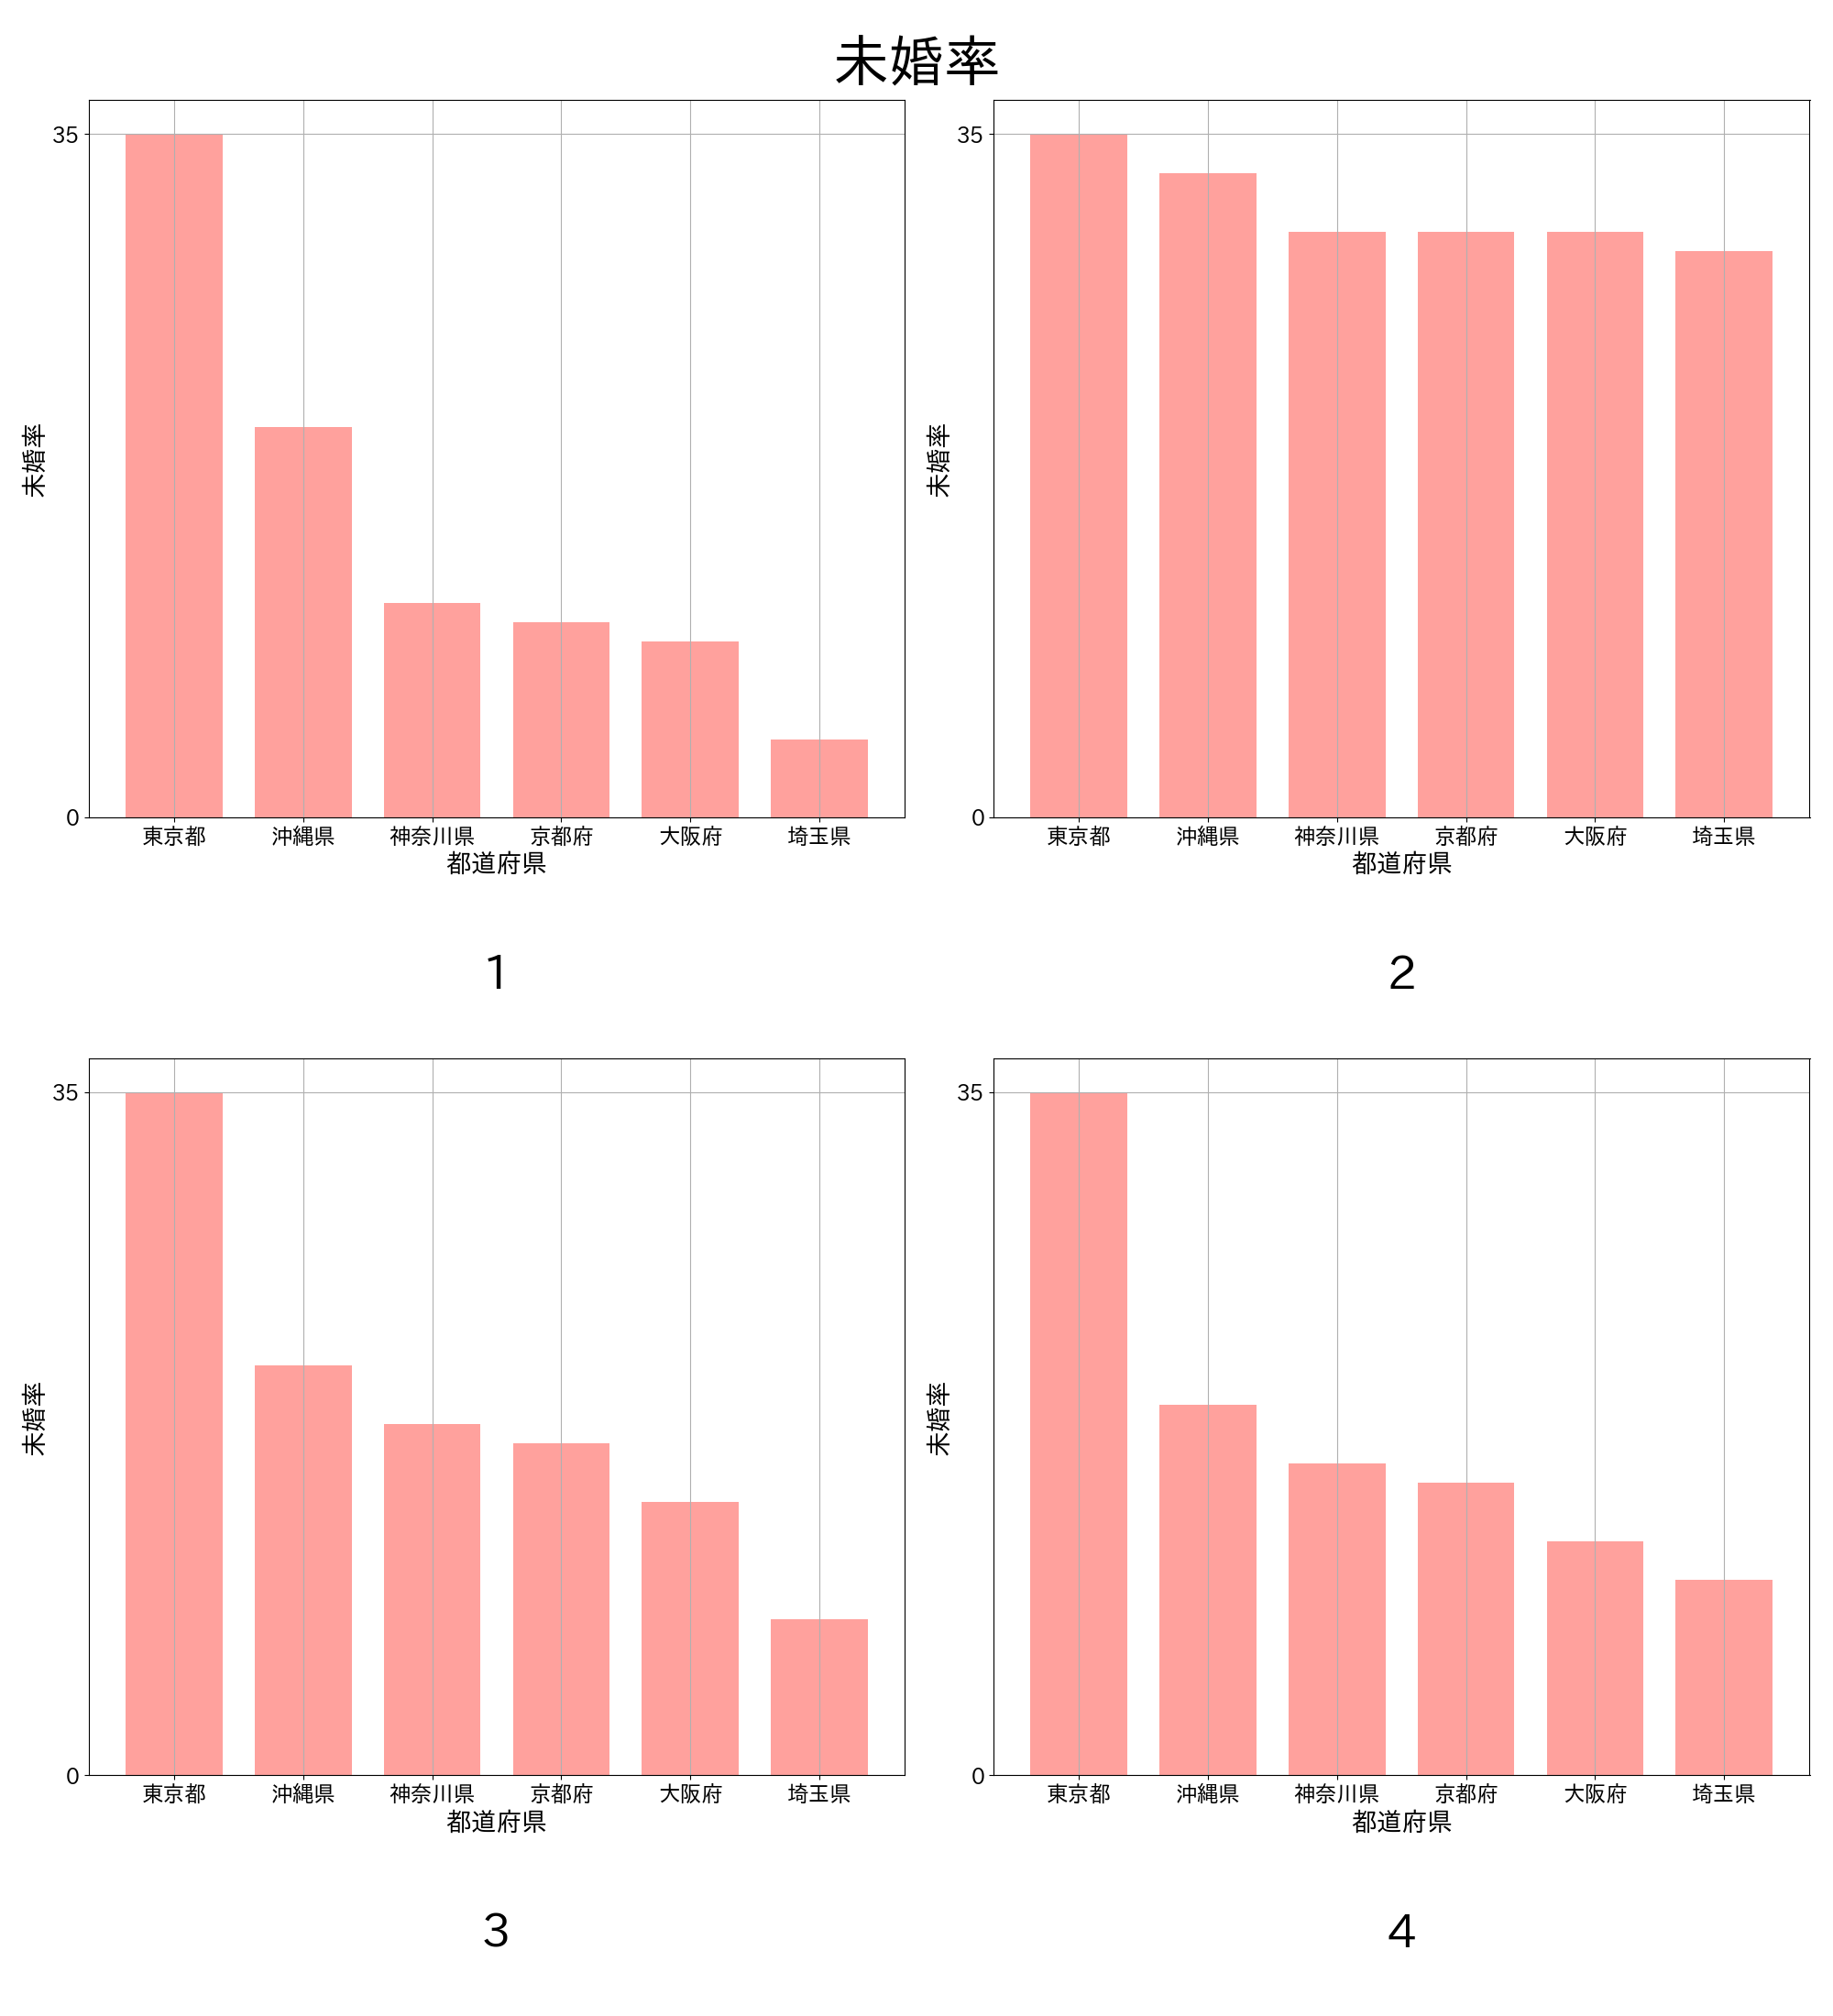 未婚率
35
0
未婚率
東京都 沖縄県 神奈川県 京都府 大阪府 埼玉県
都道府県
1
35
0
未婚率
東京都 沖縄県 神奈川県 京都府 大阪府 埼玉県
都道府県
2
35
0
未婚率
東京都 沖縄県 神奈川県 京都府 大阪府 埼玉県
都道府県
3
35
0
未婚率
東京都 沖縄県 神奈川県 京都府 大阪府 埼玉県
都道府県
4